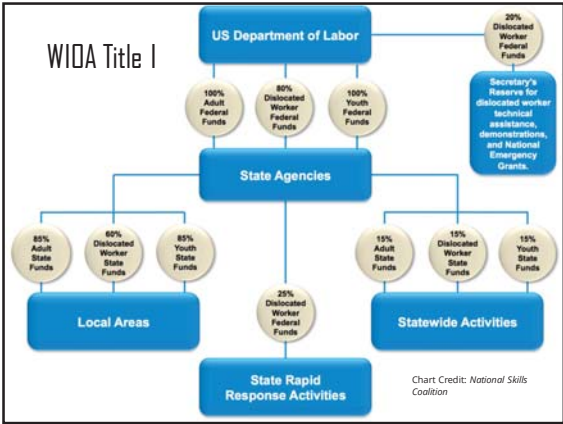 WIOA Title I
US Department of Labor
20%
Dislocated
Worker
Federal
Funds
100%
Adult
Federal
Funds
80%
Dislocated
Worker
Federal
Funds
100%
Youth
Federal
Funds
Secretary's
Reserve for
dislocated worker
technical
assistance,
demonstrations,
and National
Emergency
Grants.
State Agencies
85%
Adult
State
Funds
60%
Dislocated
Worker
State
Funds
85%
Youth
State
Funds
15%
Adult
State
Funds
15%
Dislocated
Worker
State
Funds
15%
Youth
State
Funds
Local Areas
25%
Dislocated
Worker
Federal
Funds
Statewide Activities
State Rapid
Response Activities
Chart Credit: National Skills
Coalition